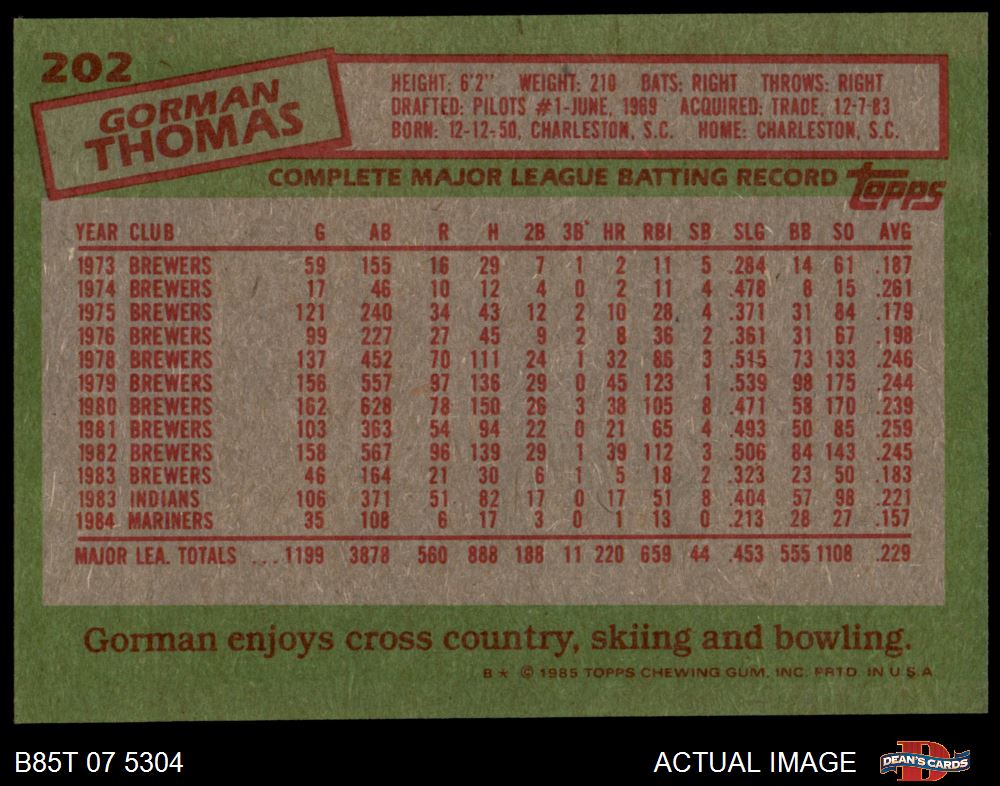 202
GORMAN
THOMAS
HEIGHT: 6'2" WEIGHT: 210 BATS: RIGHT THROWS: RIGHT
DRAFTED: PILOTS #1-JUNE, 1969 ACQUIRED: TRADE, 12-7-83
BORN: 12-12-50, CHARLESTON, S.C. HOME: CHARLESTON, S.C.
COMPLETE MAJOR LEAGUE BATTING RECORD topps
YEAR CLUB G AB R H 2B 3B HR RBI SB SLG BB SO AVG
1973 BREWERS 59 155 16 29 7 1 2 11 5 .284 14 61 .187
1974 BREWERS 17 46 10 12 4 0 2 11 4 .478 8 15 .261
1975 BREWERS 121 240 34 43 12 2 10 28 4 .371 31 84 .179
1976 BREWERS 99 227 27 45 9 2 8 36 2 .361 31 67 .198
1978 BREWERS 137 452 70 111 24 1 32 86 3 .515 73 133 .246
1979 BREWERS 156 557 97 136 29 0 45 123 1 .539 98 175 .244
1980 BREWERS 162 628 78 150 26 3 38 105 8 .471 58 170 .239
1981 BREWERS 103 363 54 94 22 0 21 65 4 .493 50 85 .259
1982 BREWERS 158 567 96 139 29 1 39 112 3 .506 84 143 .245
1983 BREWERS 46 164 21 30 6 1 5 18 2 .323 23 50 .183
1983 INDIANS 106 371 51 82 17 0 17 51 8 .404 57 98 .221
1984 MARINERS 35 108 6 17 3 0 1 13 0 .213 28 27 .157
MAJOR LEA. TOTALS ... 1199 3878 560 888 188 11 220 659 44 .453 555 1108 .229
Gorman enjoys cross country, skiing and bowling.
B * © 1985 TOPPS CHEWING GUM, INC. PRTD. IN U.S.A.
B85T 07 5304 ACTUAL IMAGE DEAN'S CARDS